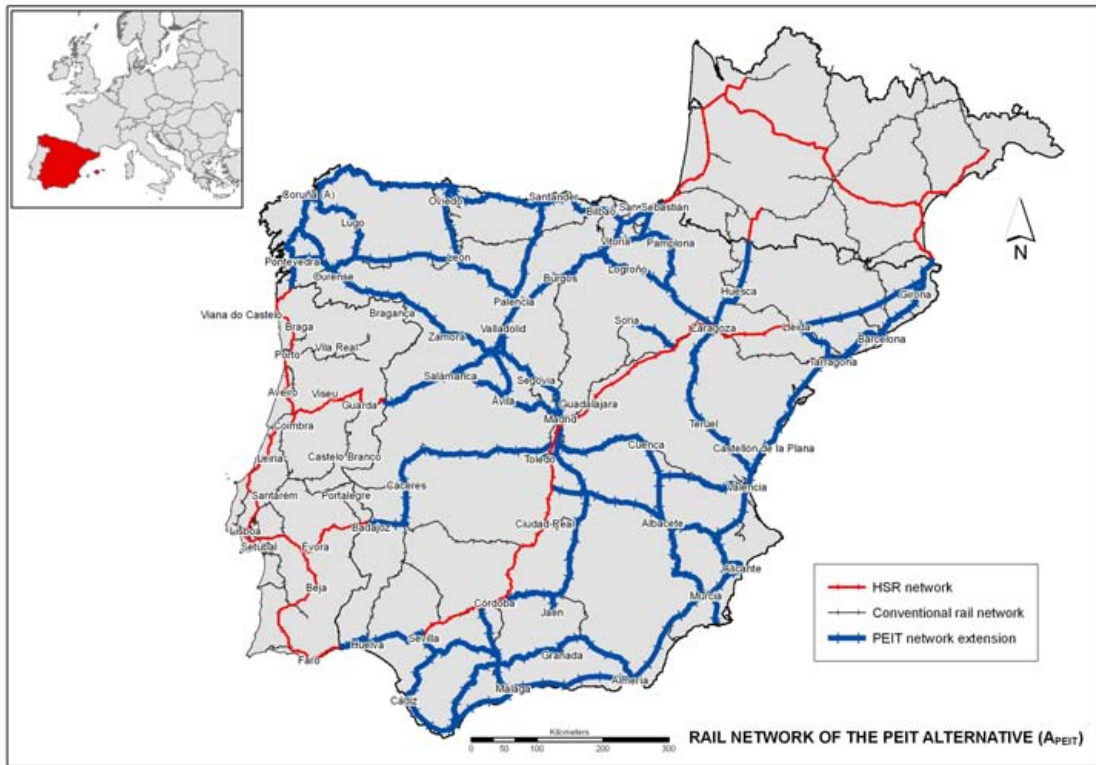 Coruña (A)
Oviedo
Santander
Bilbao
San Sebastián
Lugo
Vitoria
Pamplona
Pontevedra
Ourense
León
Burgos
Logroño
Huesca
Girona
Palencia
Viana do Castelo
Bragança
Braga
Valladolid
Soria
Zaragoza
Lleida
Barcelona
Zamora
Vila Real
Porto
Tarragona
Salamanca
Segovia
Aveiro
Viseu
Guarda
Ávila
Guadalajara
Madrid
Coimbra
Teruel
Cuenca
Castellón de la Plana
Leiria
Castelo Branco
Toledo
Cáceres
Valencia
Santarém
Portalegre
Ciudad-Real
Albacete
Lisboa
Badajoz
Setubal
Evora
Alicante
Beja
Murcia
Córdoba
Jaen
Sevilla
Huelva
Faro
Granada
Almeria
Málaga
Cádiz
N
HSR network
Conventional rail network
PEIT network extension
Kilometers
0 50 100 200 300
RAIL NETWORK OF THE PEIT ALTERNATIVE (APEIT)